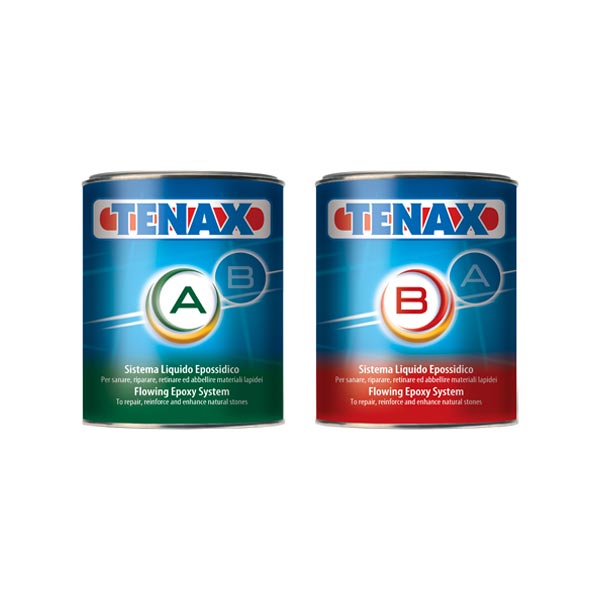 TENAX
A
B
Sistema Liquido Epossidico
Per sanare, riparare, retinare ed abbellire materiali lapidei
Flowing Epoxy System
To repair, reinforce and enhance natural stones
TENAX
B
A
Sistema Liquido Epossidico
Per sanare, riparare, retinare ed abbellire materiali lapidei
Flowing Epoxy System
To repair, reinforce and enhance natural stones